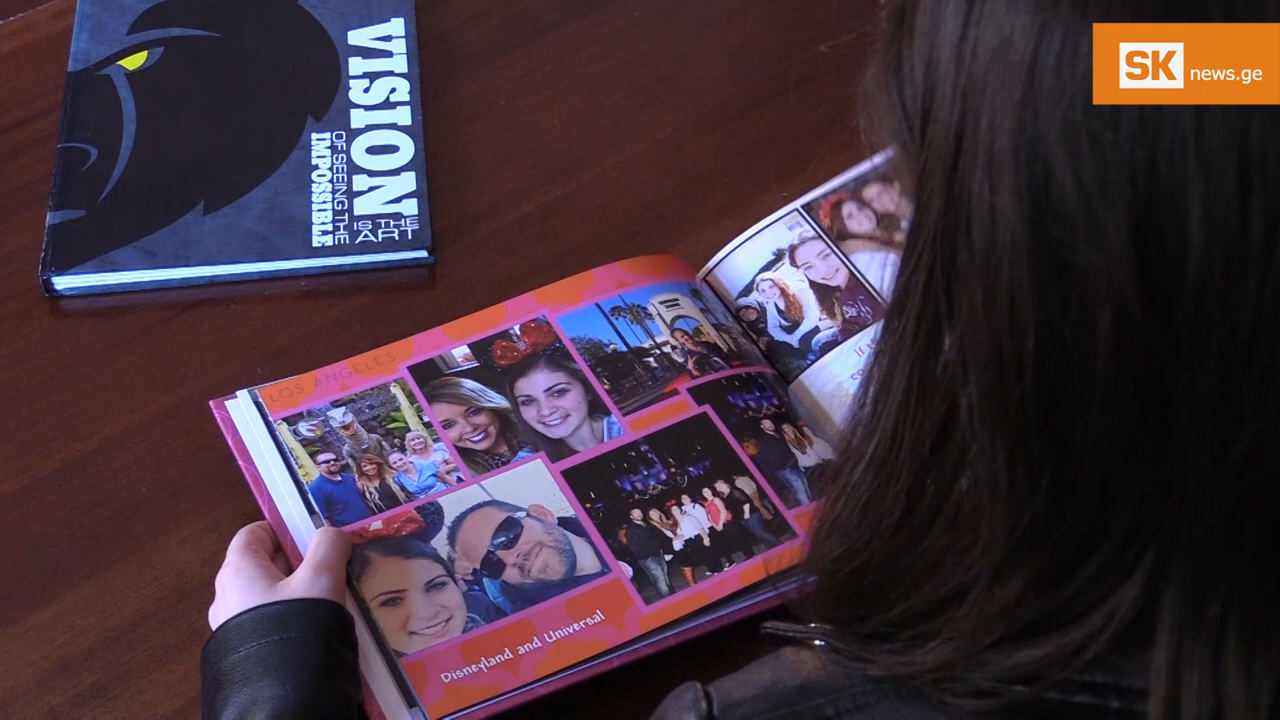 SK news.ge
VISION
IS THE
ART
OF SEEING THE
IMPOSSIBLE
LOS ANGELES
Disneyland and Universal